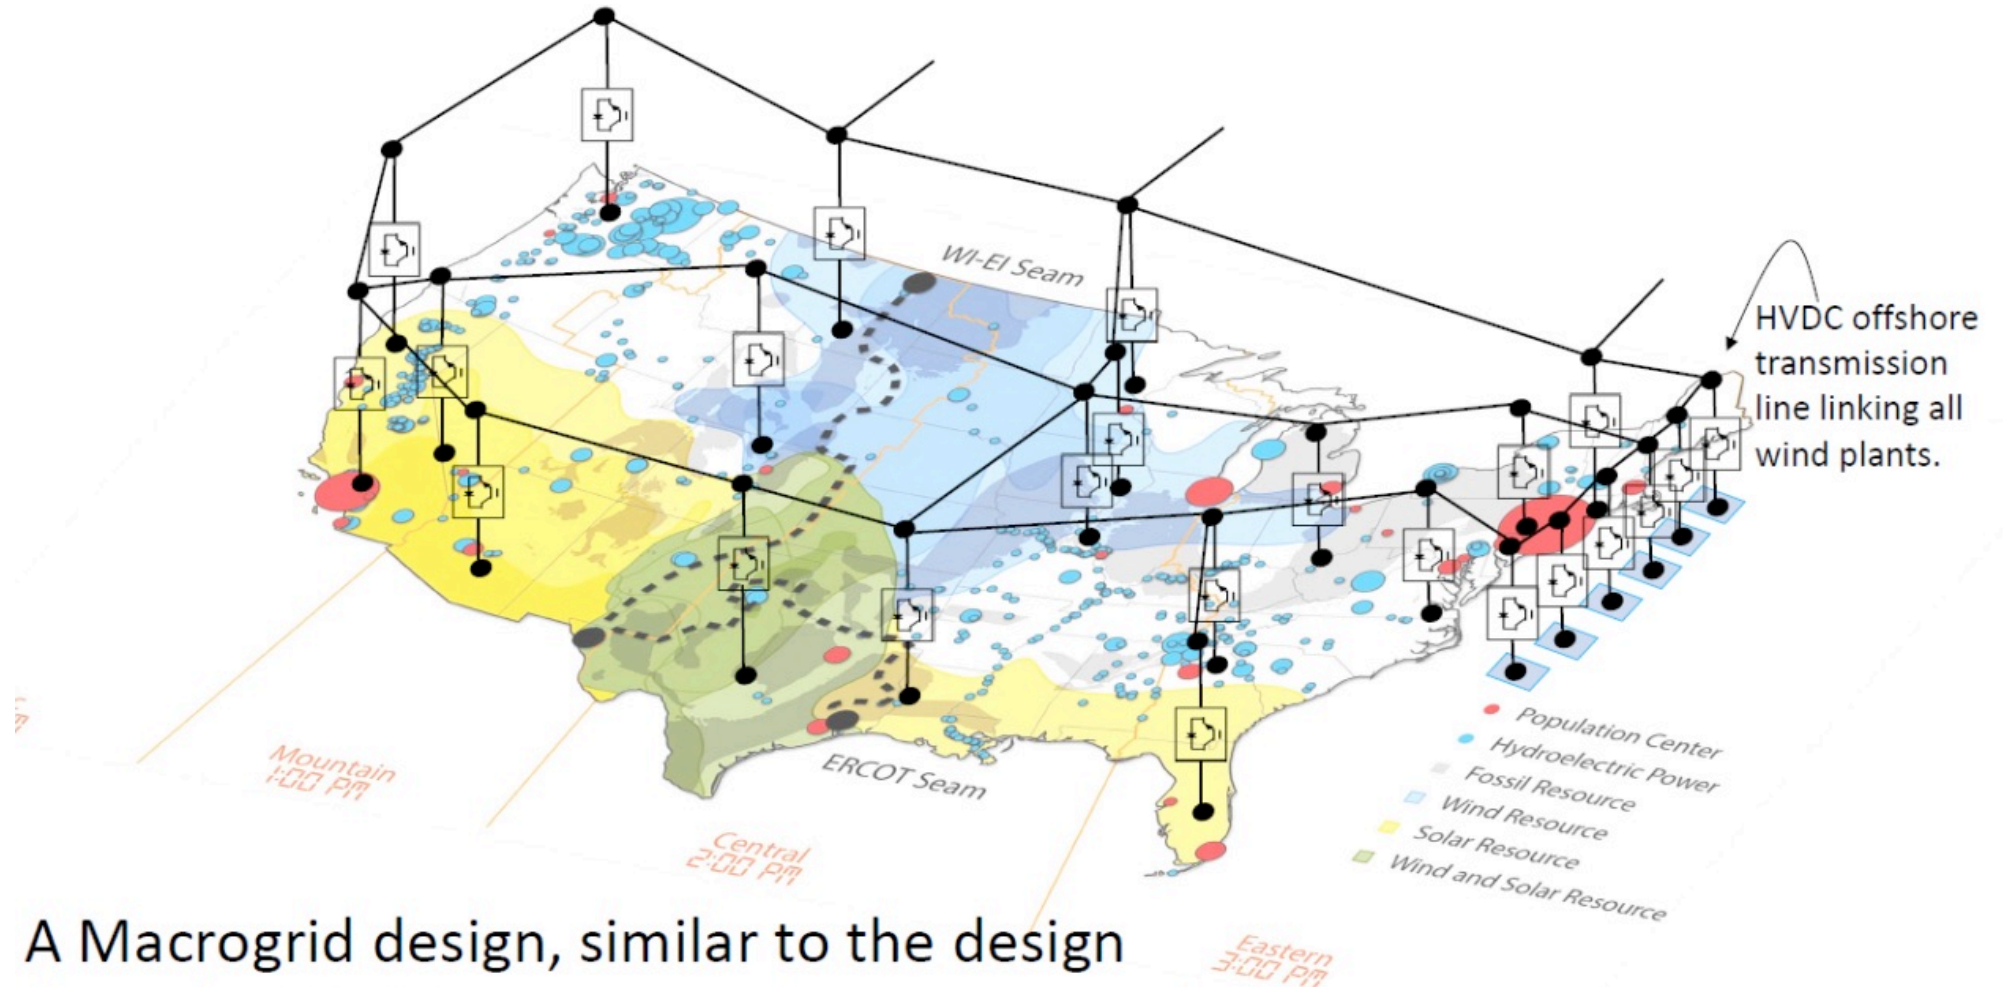 WI-EI Seam
HVDC offshore
transmission
line linking all
wind plants.
Population Center
Hydroelectric Power
Fossil Resource
Wind Resource
Solar Resource
Wind and Solar Resource
ERCOT Seam
Mountain
1:00 PM
Central
2:00 PM
Eastern
3:00 PM
A Macrogrid design, similar to the design